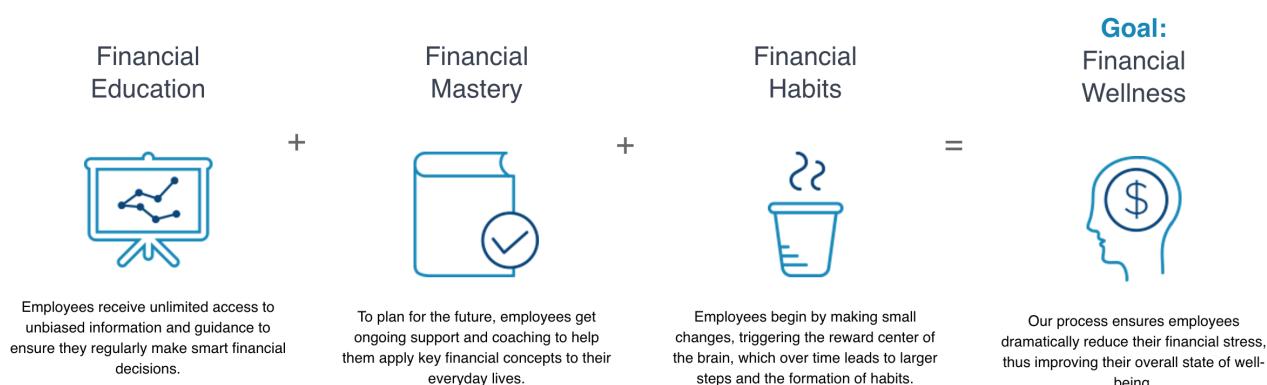 Financial
Education
+
Employees receive unlimited access to
unbiased information and guidance to
ensure they regularly make smart financial
decisions.
Financial
Mastery
+
To plan for the future, employees get
ongoing support and coaching to help
them apply key financial concepts to their
everyday lives.
Financial
Habits
=
Employees begin by making small
changes, triggering the reward center of
the brain, which over time leads to larger
steps and the formation of habits.
Goal:
Financial
Wellness
$
Our process ensures employees
dramatically reduce their financial stress,
thus improving their overall state of well-
being.